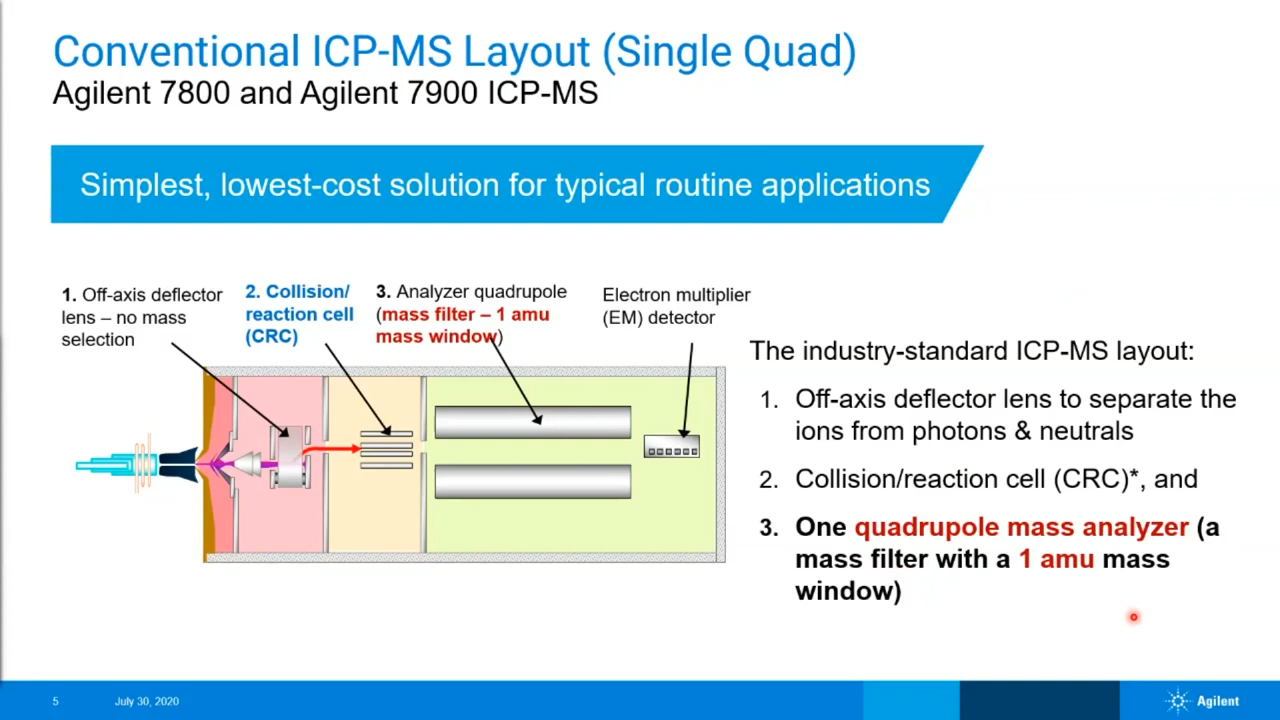 Conventional ICP-MS Layout (Single Quad)
Agilent 7800 and Agilent 7900 ICP-MS
Simplest, lowest-cost solution for typical routine applications
1. Off-axis deflector
lens – no mass
selection
2. Collision/
reaction cell
(CRC)
3. Analyzer quadrupole
(mass filter – 1 amu
mass window)
Electron multiplier
(EM) detector
The industry-standard ICP-MS layout:
1. Off-axis deflector lens to separate the
ions from photons & neutrals
2. Collision/reaction cell (CRC)*, and
3. One quadrupole mass analyzer (a
mass filter with a 1 amu mass
window)
5
July 30, 2020
Agilent